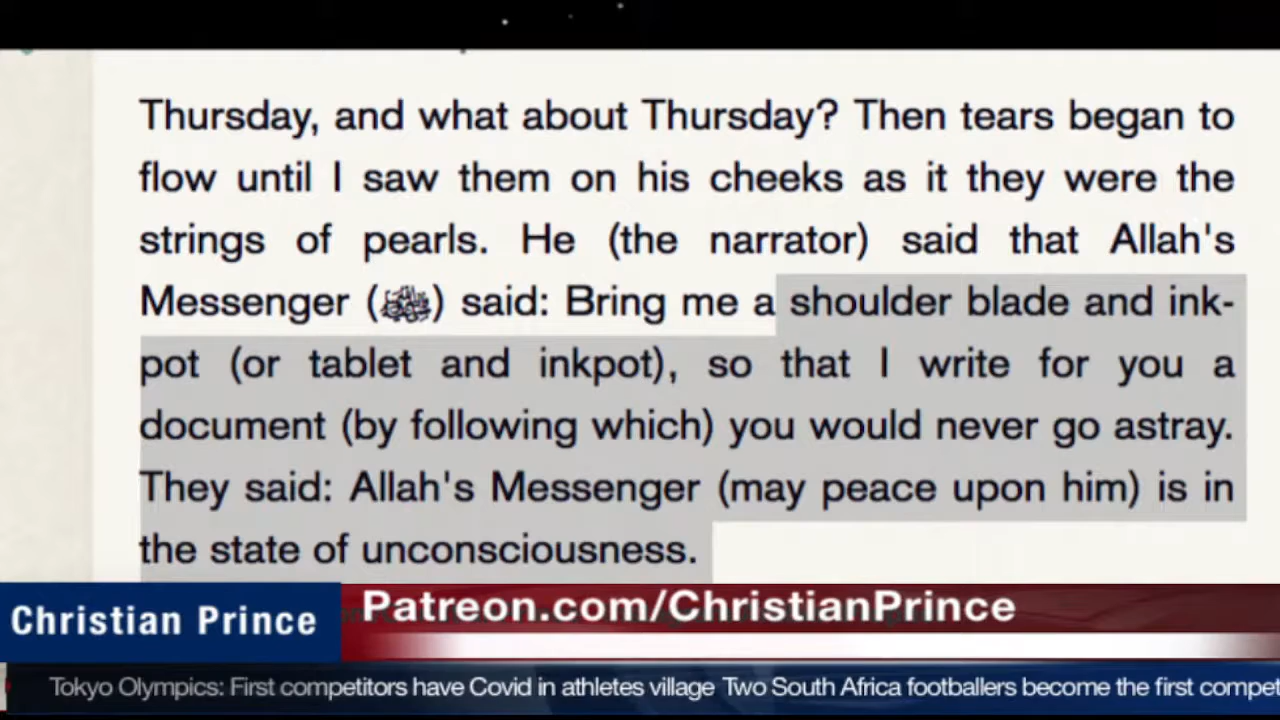 Thursday, and what about Thursday? Then tears began to
flow until I saw them on his cheeks as it they were the
strings of pearls. He (the narrator) said that Allah's
Messenger (ﷺ) said: Bring me a shoulder blade and ink-
pot (or tablet and inkpot), so that I write for you a
document (by following which) you would never go astray.
They said: Allah's Messenger (may peace upon him) is in
the state of unconsciousness.
Christian Prince
Patreon.com/ChristianPrince
Tokyo Olympics: First competitors have Covid in athletes village Two South Africa footballers become the first compet